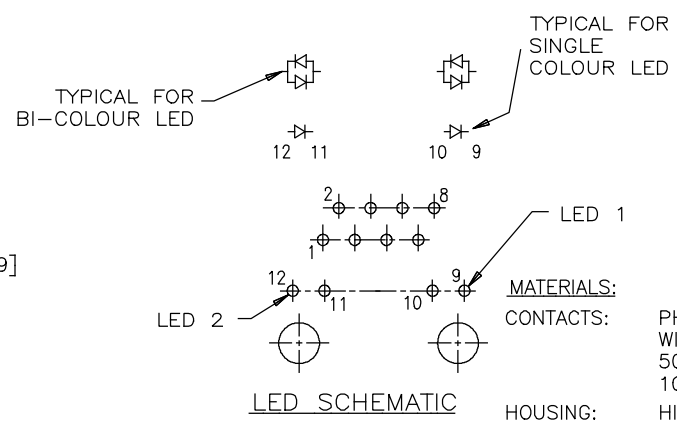 TYPICAL FOR
SINGLE
COLOUR LED
TYPICAL FOR
BI-COLOUR LED
12 11
10 9
2
8
1
LED 1
9]
12
11
10
9
LED 2
MATERIALS:
CONTACTS:
PH
WI
50
10
LED SCHEMATIC
HOUSING:
HI